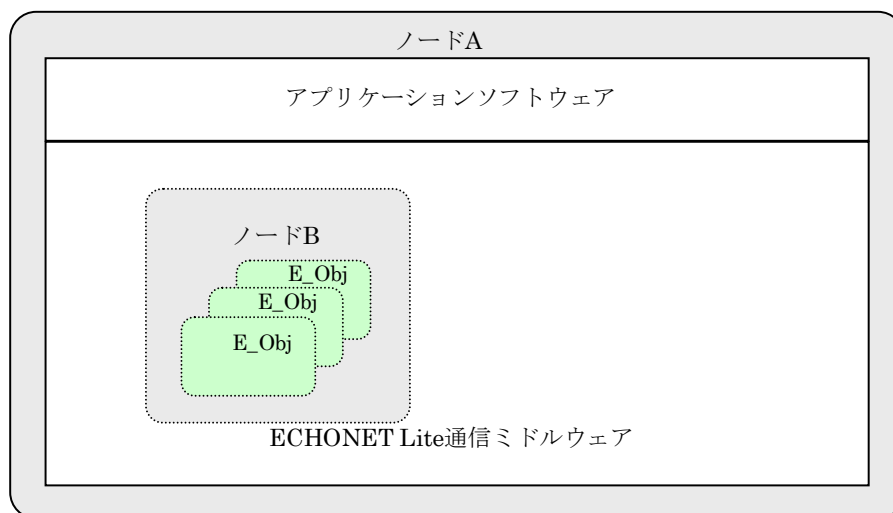 ノードA
アプリケーションソフトウェア
ノードB
E_Obj
E_Obj
E_Obj
ECHONET Lite通信ミドルウェア